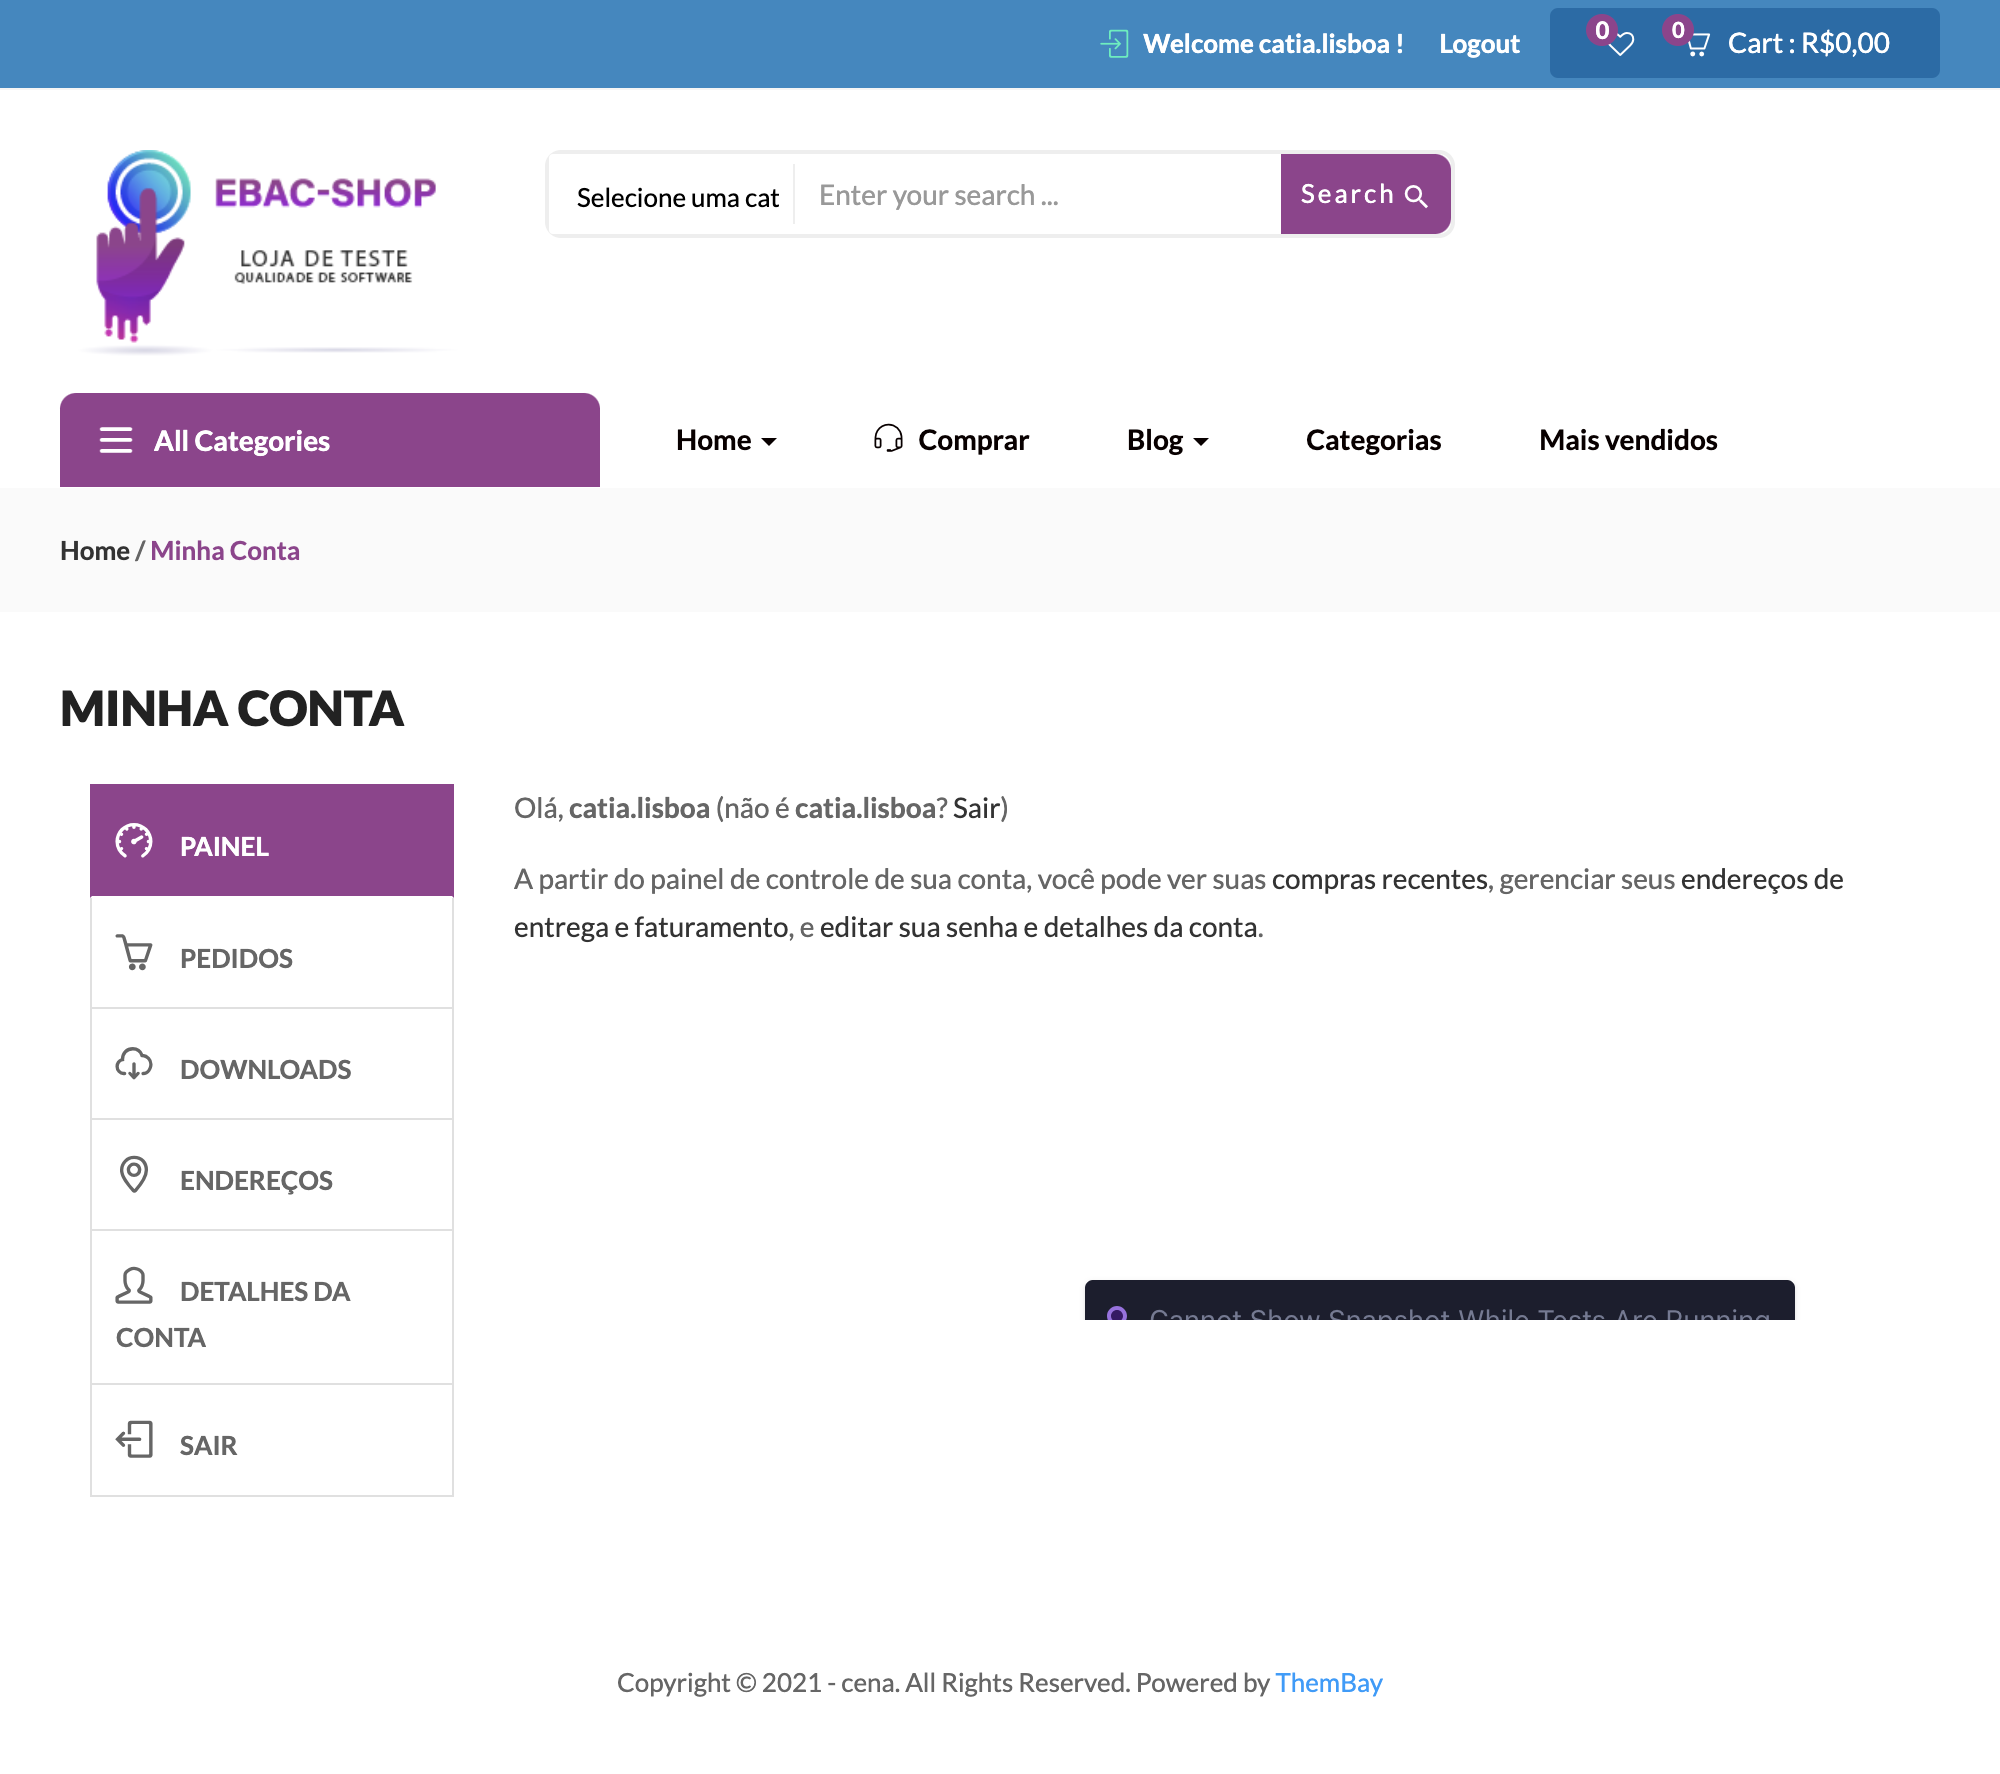 Welcome catia.lisboa !
Logout
0
0
Cart : R$0,00
EBAC-SHOP
LOJA DE TESTE
QUALIDADE DE SOFTWARE
Selecione uma cat
Enter your search ...
Search
All Categories
Home
Comprar
Blog
Categorias
Mais vendidos
Home / Minha Conta
MINHA CONTA
PAINEL
PEDIDOS
DOWNLOADS
ENDEREÇOS
DETALHES DA
CONTA
SAIR
Olá, catia.lisboa (não é catia.lisboa? Sair)
A partir do painel de controle de sua conta, você pode ver suas compras recentes, gerenciar seus endereços de
entrega e faturamento, e editar sua senha e detalhes da conta.
Cannot Show Snapshot While Tests Are Running
Copyright © 2021 - cena. All Rights Reserved. Powered by ThemBay